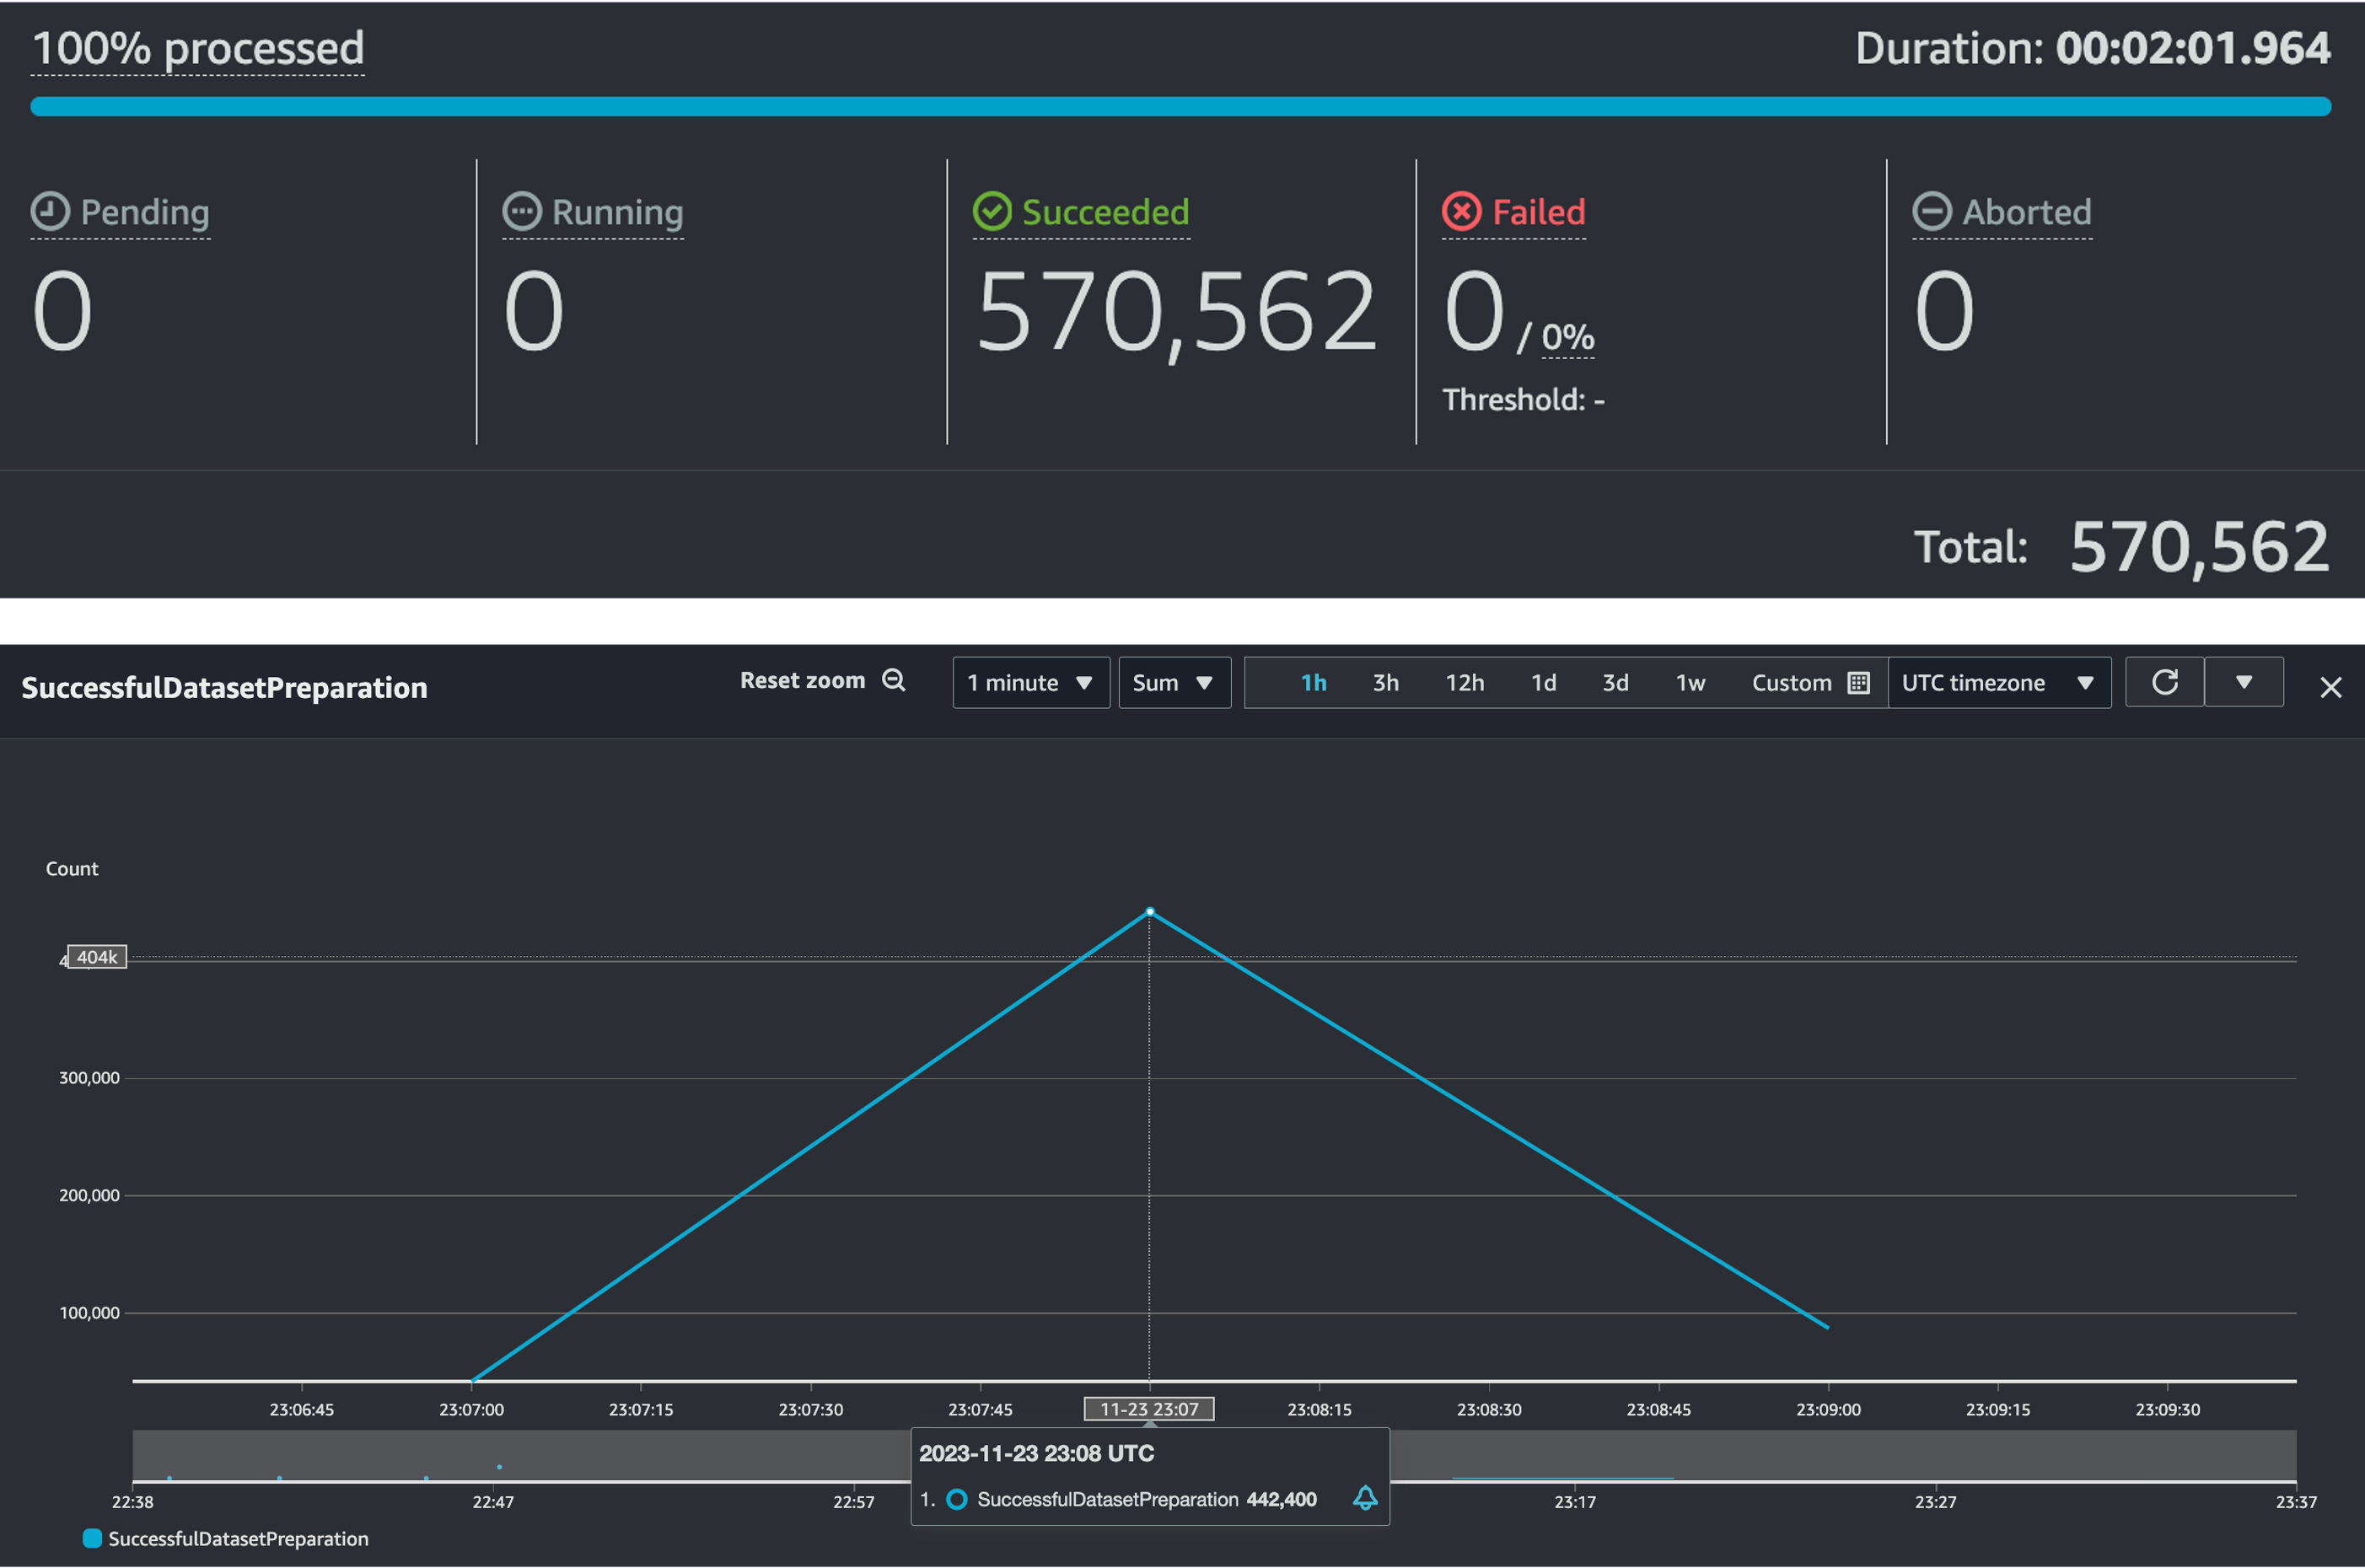 100% processed
Duration: 00:02:01.964
Pending
Running
Succeeded
Failed
Aborted
0
0
570,562
0 / 0%
0
Threshold: -
Total: 570,562
SuccessfulDatasetPreparation
Reset zoom
1 minute
Sum
1h 3h 12h 1d 3d 1w Custom
UTC timezone
Count
404k
300,000
200,000
100,000
23:06:45 23:07:00 23:07:15 23:07:30 23:07:45 11-23 23:07 23:08:15 23:08:30 23:08:45 23:09:00 23:09:15 23:09:30
2023-11-23 23:08 UTC
1. SuccessfulDatasetPreparation 442,400
22:38 22:47 22:57 23:17 23:27 23:37
SuccessfulDatasetPreparation